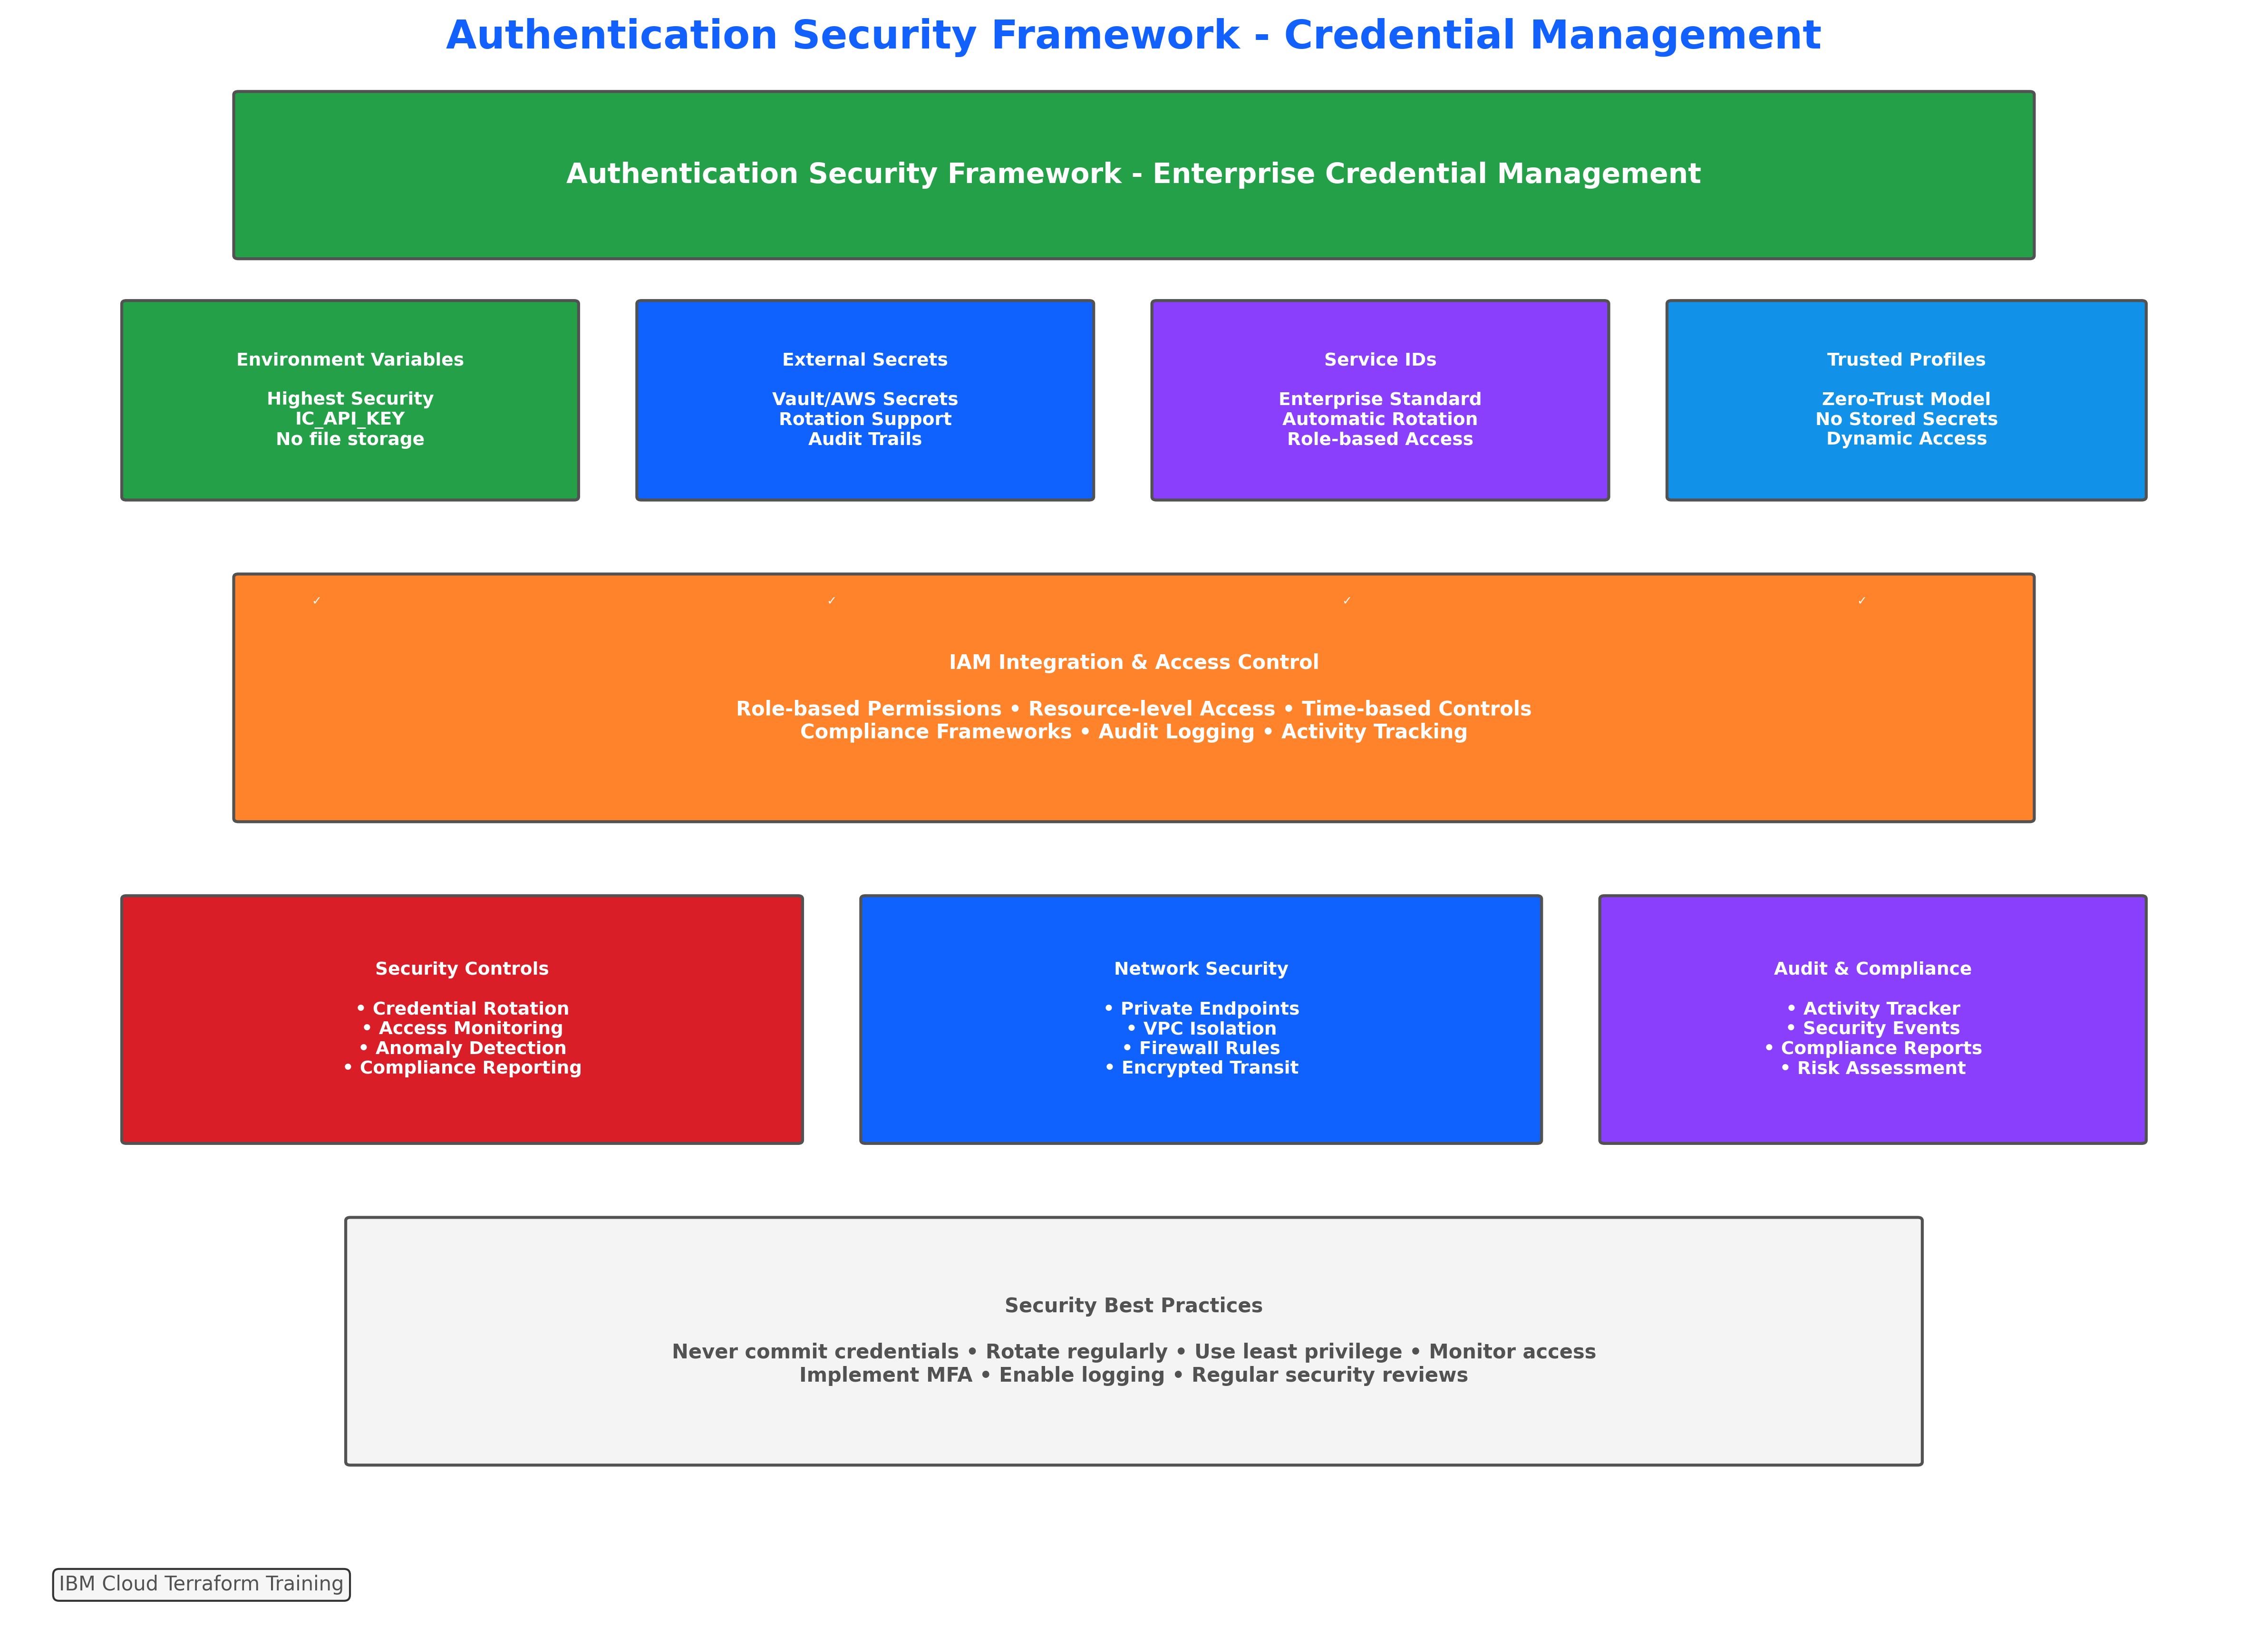 Authentication Security Framework - Credential Management
Authentication Security Framework - Enterprise Credential Management
Environment Variables
Highest Security
IC_API_KEY
No file storage
External Secrets
Vault/AWS Secrets
Rotation Support
Audit Trails
Service IDs
Enterprise Standard
Automatic Rotation
Role-based Access
Trusted Profiles
Zero-Trust Model
No Stored Secrets
Dynamic Access
✓ ✓ ✓ ✓
IAM Integration & Access Control
Role-based Permissions • Resource-level Access • Time-based Controls
Compliance Frameworks • Audit Logging • Activity Tracking
Security Controls
• Credential Rotation
• Access Monitoring
• Anomaly Detection
• Compliance Reporting
Network Security
• Private Endpoints
• VPC Isolation
• Firewall Rules
• Encrypted Transit
Audit & Compliance
• Activity Tracker
• Security Events
• Compliance Reports
• Risk Assessment
Security Best Practices
Never commit credentials • Rotate regularly • Use least privilege • Monitor access
Implement MFA • Enable logging • Regular security reviews
IBM Cloud Terraform Training